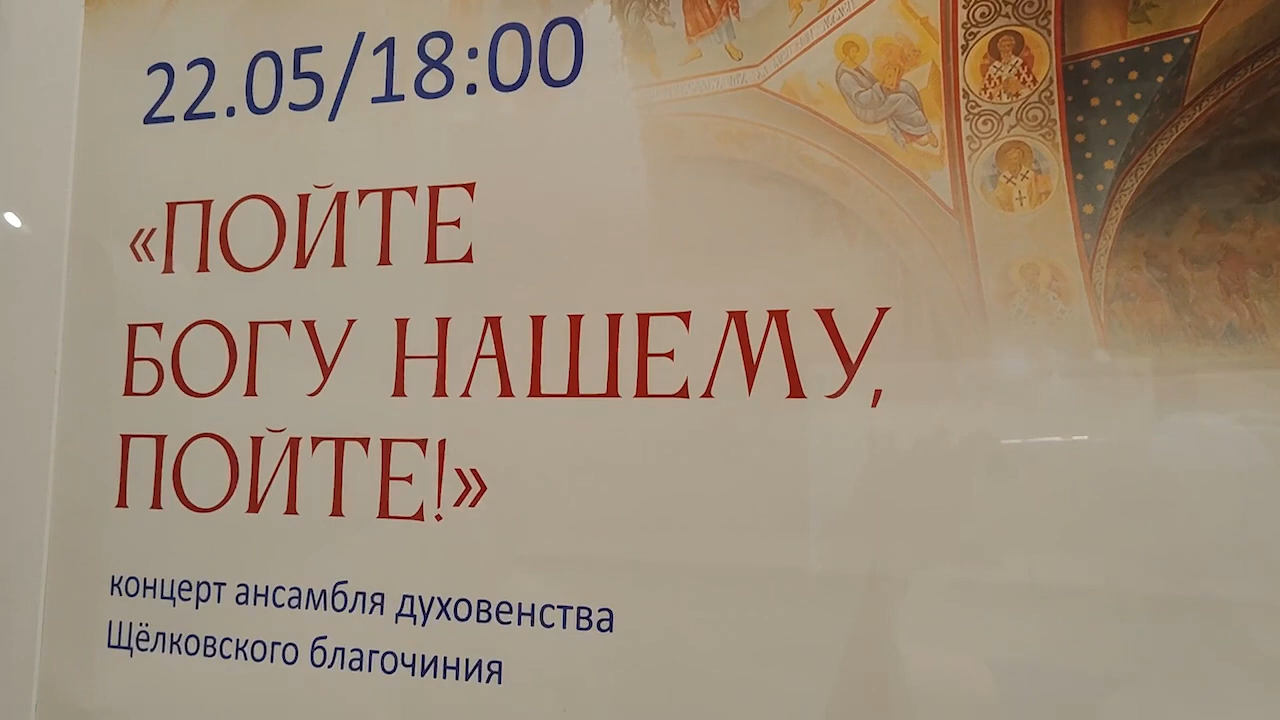 22.05/18:00
«ПОЙТЕ
БОГУ НАШЕМУ,
ПОЙТЕ!»
концерт ансамбля духовенства
Щёлковского благочиния